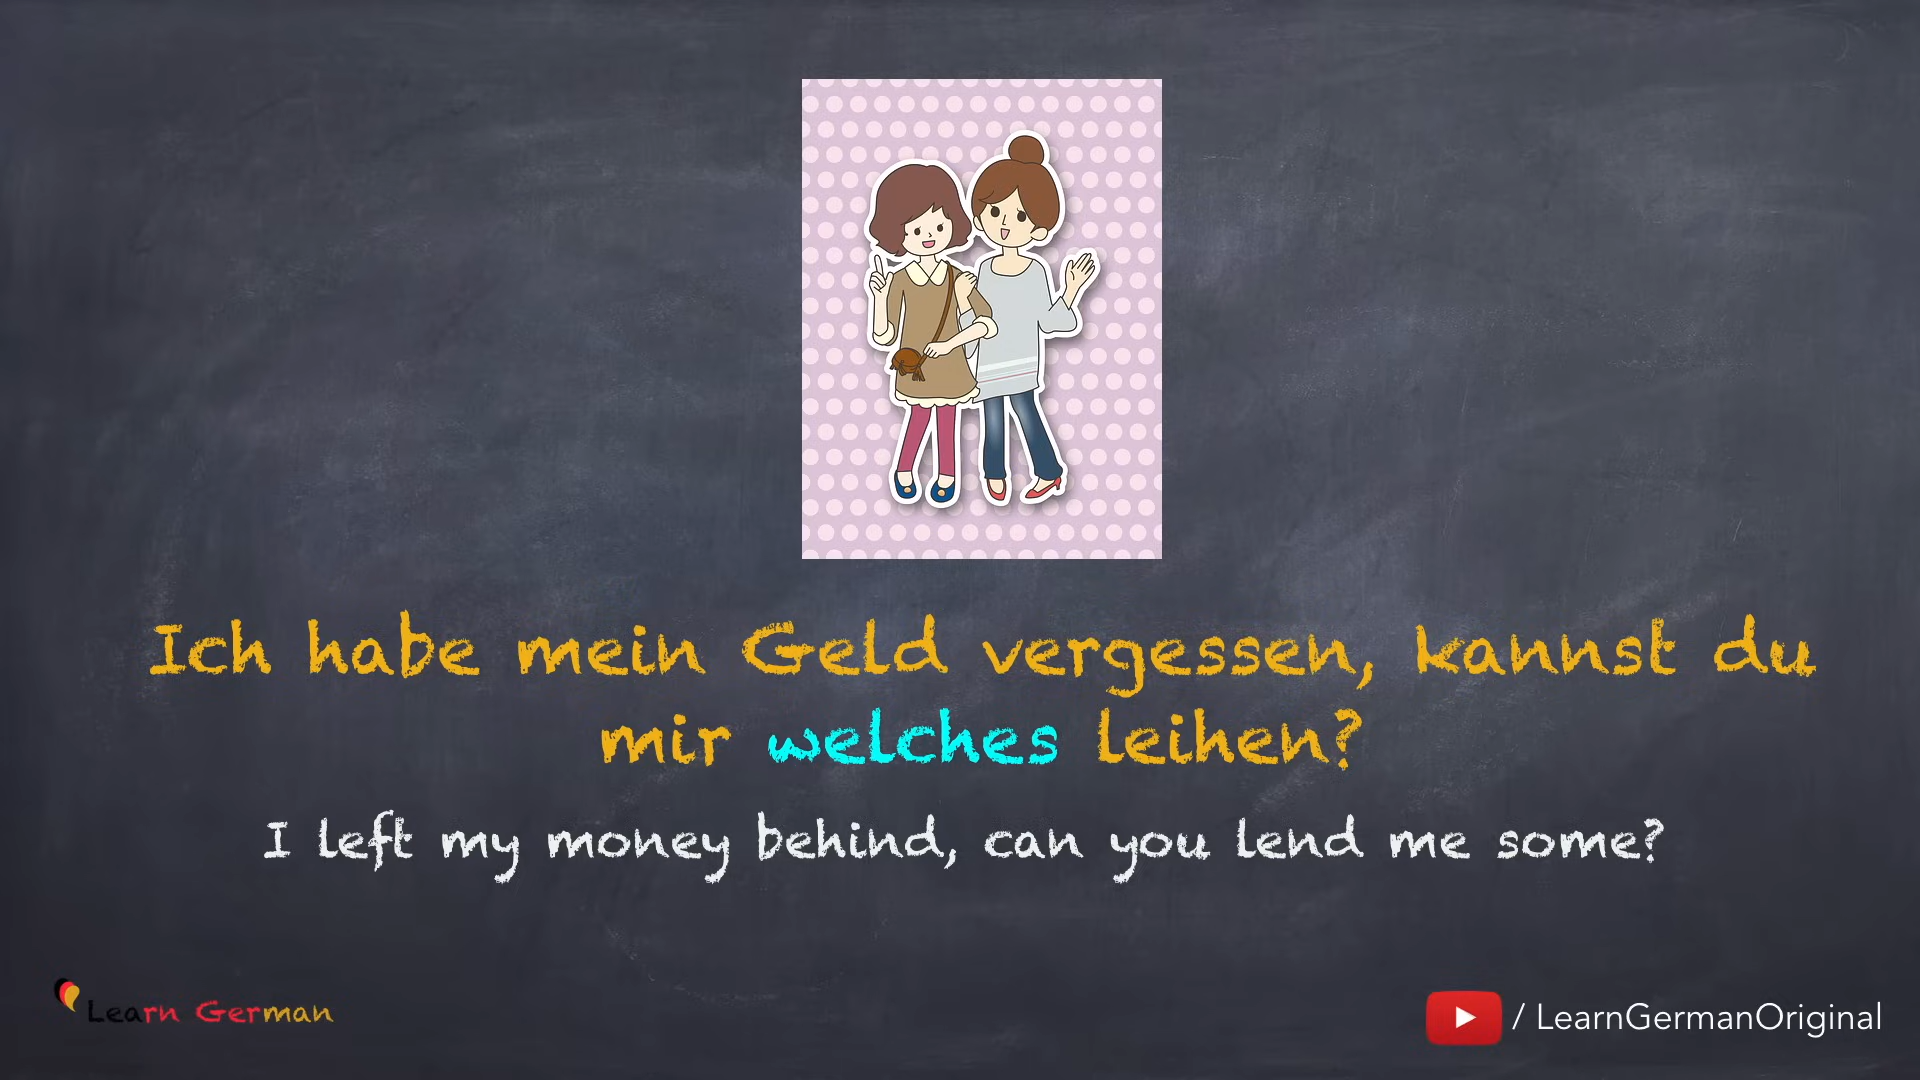 Ich habe mein Geld vergessen, kannst du
mir welches leihen?
I left my money behind, can you lend me some?
Learn German
/ LearnGermanOriginal